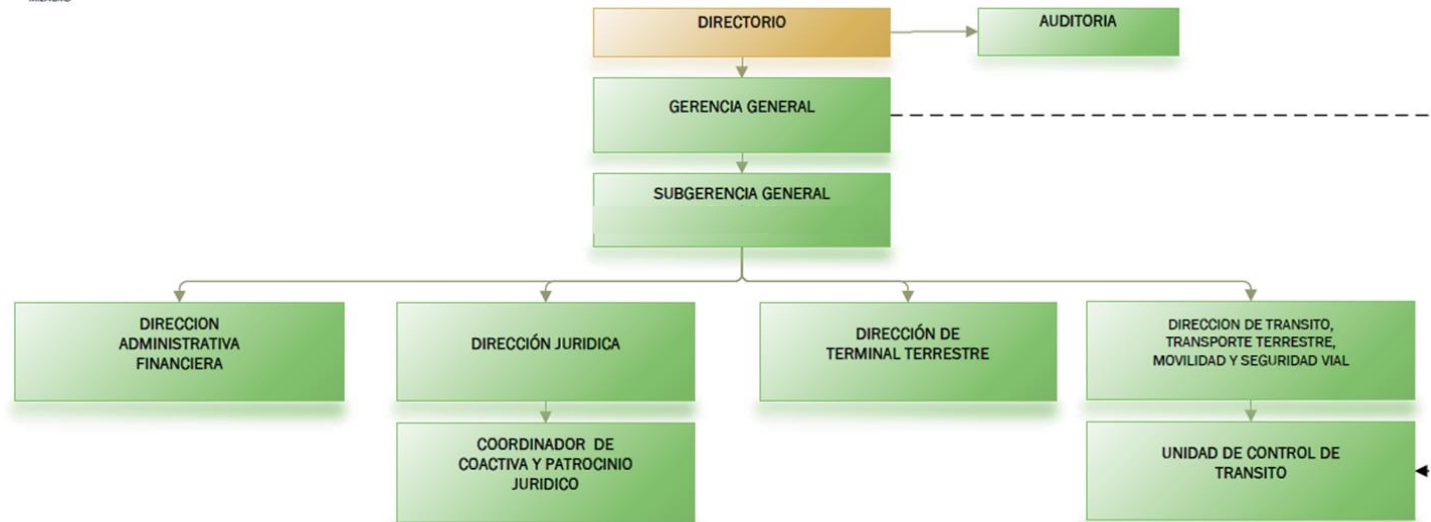 DIRECTORIO
AUDITORIA
GERENCIA GENERAL
SUBGERENCIA GENERAL
DIRECCION
ADMINISTRATIVA
FINANCIERA
DIRECCIÓN JURIDICA
DIRECCIÓN DE
TERMINAL TERRESTRE
DIRECCION DE TRANSITO,
TRANSPORTE TERRESTRE,
MOVILIDAD Y SEGURIDAD VIAL
COORDINADOR DE
COACTIVA Y PATROCINIO
JURIDICO
UNIDAD DE CONTROL DE
TRANSITO